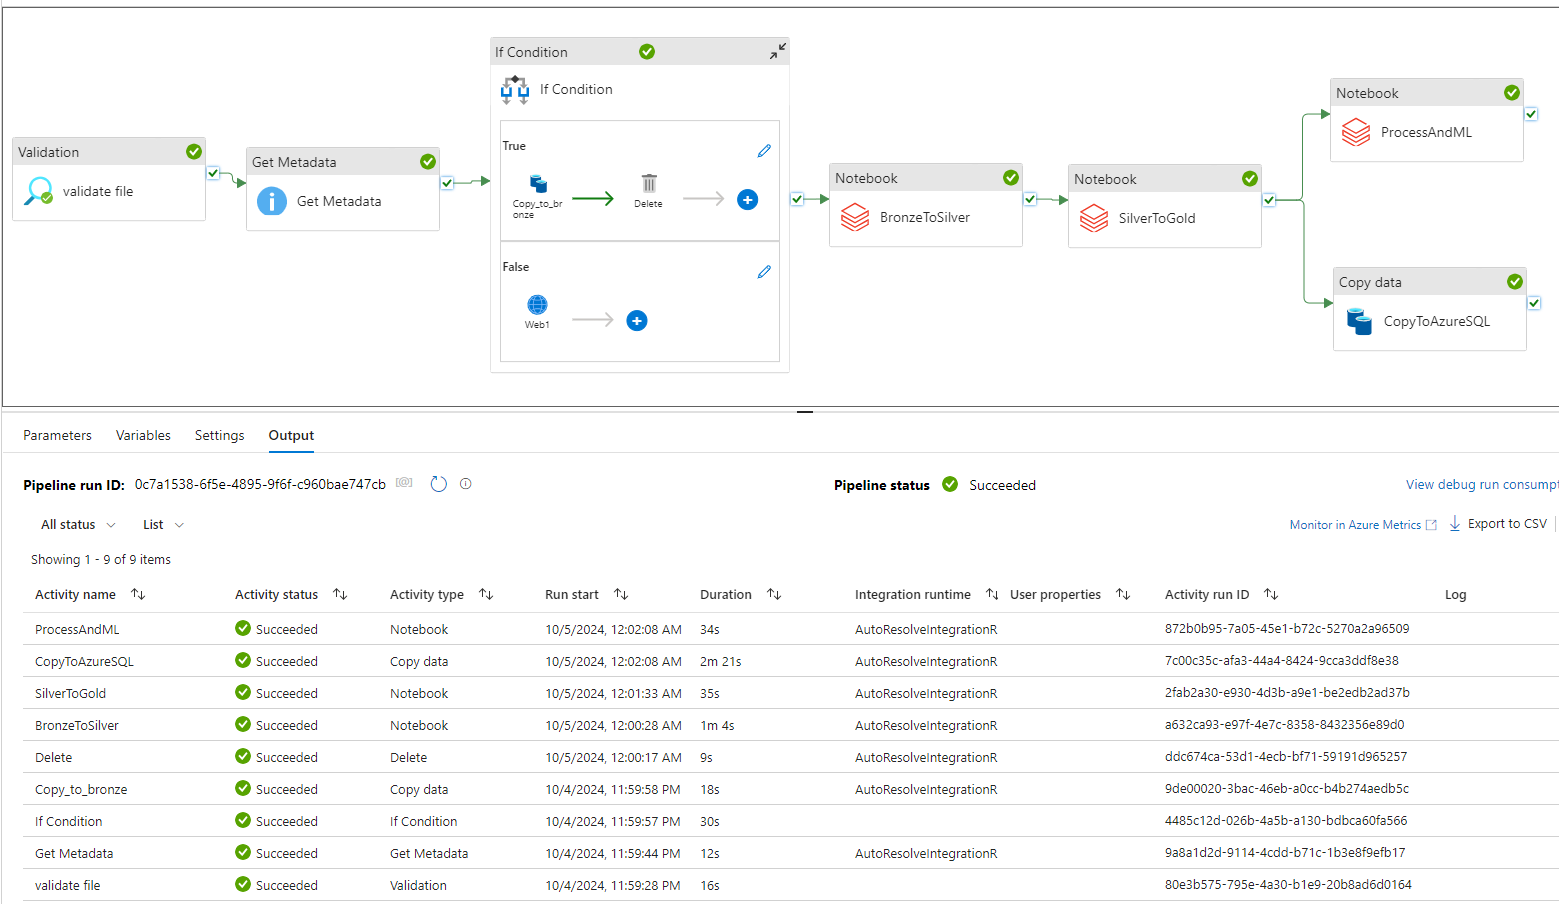 If Condition
If Condition
True
Copy_to_br
onze
Delete
False
Web1
Validation
validate file
Get Metadata
Get Metadata
Notebook
BronzeToSilver
Notebook
SilverToGold
Notebook
ProcessAndML
Copy data
CopyToAzureSQL
Parameters Variables Settings Output
Pipeline run ID: 0c7a1538-6f5e-4895-9f6f-c960bae747cb Pipeline status Succeeded View debug run consumpt
All status List Monitor in Azure Metrics Export to CSV
Showing 1 - 9 of 9 items
Activity name Activity status Activity type Run start Duration Integration runtime User properties Activity run ID Log
ProcessAndML Succeeded Notebook 10/5/2024, 12:02:08 AM 34s AutoResolveIntegrationR 872b0b95-7a05-45e1-b72c-5270a2a96509
CopyToAzureSQL Succeeded Copy data 10/5/2024, 12:02:08 AM 2m 21s AutoResolveIntegrationR 7c00c35c-afa3-44a4-8424-9cca3ddf8e38
SilverToGold Succeeded Notebook 10/5/2024, 12:01:33 AM 35s AutoResolveIntegrationR 2fab2a30-e930-4d3b-a9e1-be2edb2ad37b
BronzeToSilver Succeeded Notebook 10/5/2024, 12:00:28 AM 1m 4s AutoResolveIntegrationR a632ca93-e97f-4e7c-8358-8432356e89d0
Delete Succeeded Delete 10/5/2024, 12:00:17 AM 9s AutoResolveIntegrationR ddc674ca-53d1-4ecb-bf71-59191d965257
Copy_to_bronze Succeeded Copy data 10/4/2024, 11:59:58 PM 18s AutoResolveIntegrationR 9de00020-3bac-46eb-a0cc-b4b274aedb5c
If Condition Succeeded If Condition 10/4/2024, 11:59:57 PM 30s 4485c12d-026b-4a5b-a130-bdbca60fa566
Get Metadata Succeeded Get Metadata 10/4/2024, 11:59:44 PM 12s AutoResolveIntegrationR 9a8a1d2d-9114-4cdd-b71c-1b3e8f9efb17
validate file Succeeded Validation 10/4/2024, 11:59:28 PM 16s 80e3b575-795e-4a30-b1e9-20b8ad6d0164